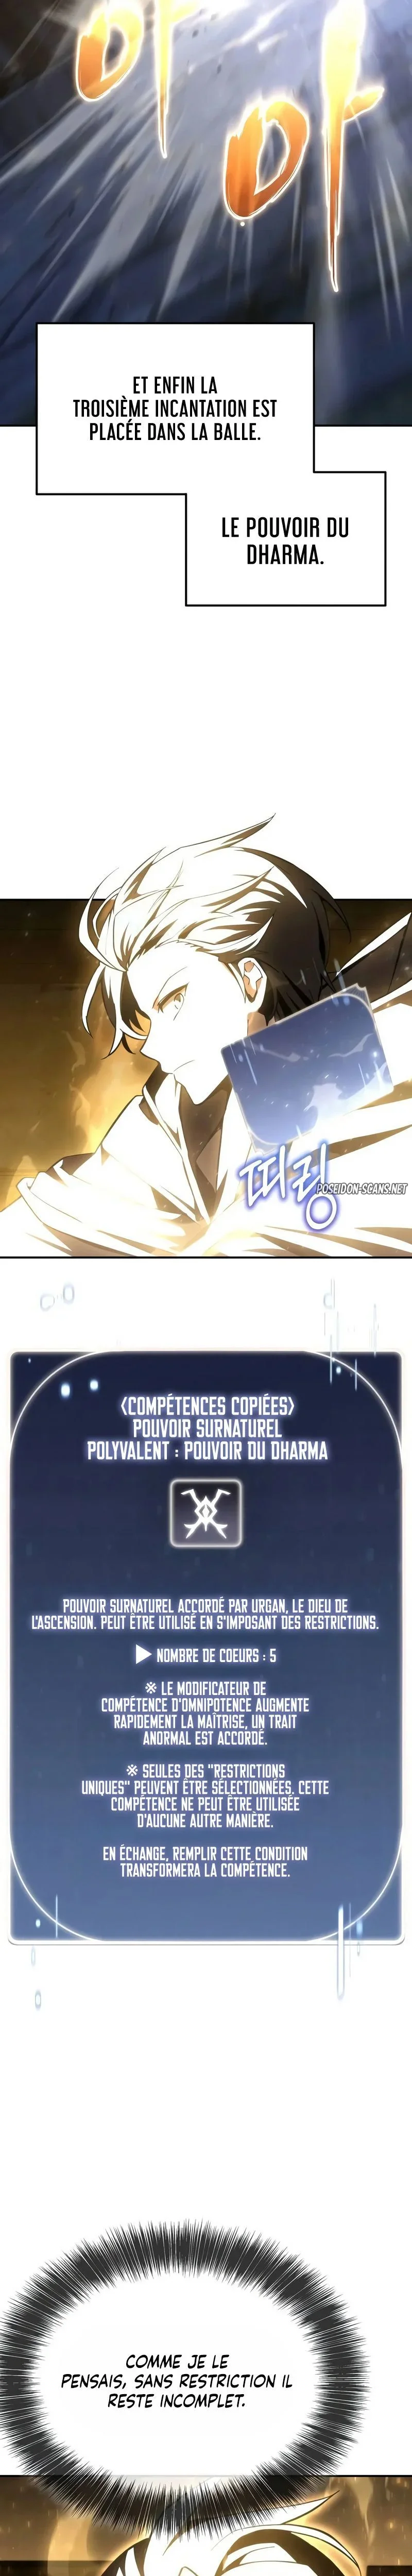 아
아
ET ENFIN LA
TROISIÈME INCANTATION EST
PLACÉE DANS LA BALLE.
LE POUVOIR DU
DHARMA.
띠링
POSEIDON-SCANS.NET
<COMPÉTENCES COPIÉES>
POUVOIR SURNATUREL
POLYVALENT : POUVOIR DU DHARMA
POUVOIR SURNATUREL ACCORDÉ PAR URGAN, LE DIEU DE
L'ASCENSION. PEUT ÊTRE UTILISÉ EN S'IMPOSANT DES RESTRICTIONS.
▶ NOMBRE DE COEURS : 5
※ LE MODIFICATEUR DE
COMPÉTENCE D'OMNIPOTENCE AUGMENTE
RAPIDEMENT LA MAÎTRISE, UN TRAIT
ANORMAL EST ACCORDÉ.
※ SEULES DES "RESTRICTIONS
UNIQUES" PEUVENT ÊTRE SÉLECTIONNÉES. CETTE
COMPÉTENCE NE PEUT ÊTRE UTILISÉE
D'AUCUNE AUTRE MANIÈRE.
EN ÉCHANGE, REMPLIR CETTE CONDITION
TRANSFORMERA LA COMPÉTENCE.
COMME JE LE
PENSAIS, SANS RESTRICTION IL
RESTE INCOMPLET.